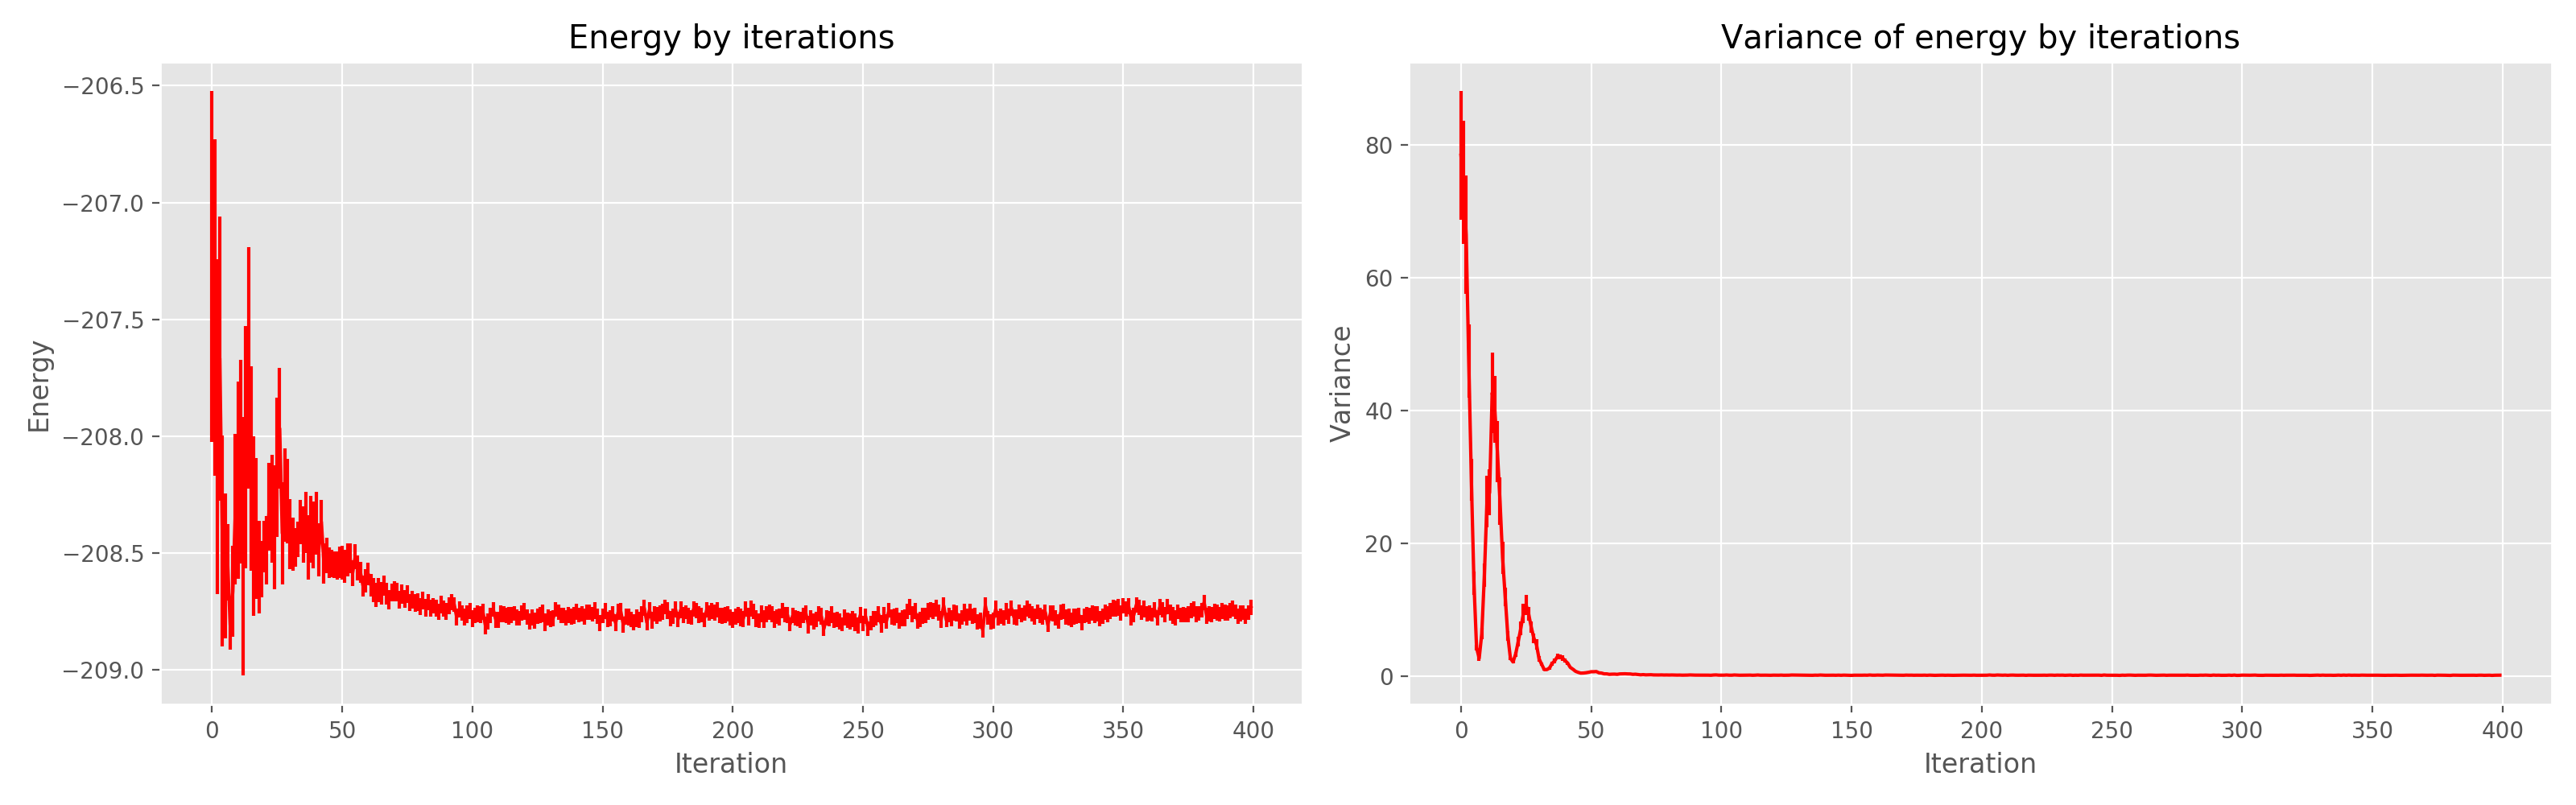 Energy by iterations
Energy
−206.5
−207.0
−207.5
−208.0
−208.5
−209.0
0 50 100 150 200 250 300 350 400
Iteration
Variance of energy by iterations
Variance
80
60
40
20
0
0 50 100 150 200 250 300 350 400
Iteration